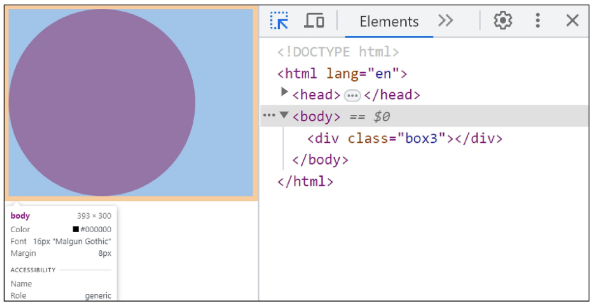 Elements
<!DOCTYPE html>
<html lang="en">
<head> ••• </head>
••• <body> == $0
<div class="box3"></div>
</body>
</html>
body 393 × 300
Color #000000
Font 16px "Malgun Gothic"
Margin 8px
ACCESSIBILITY
Name
Role generic